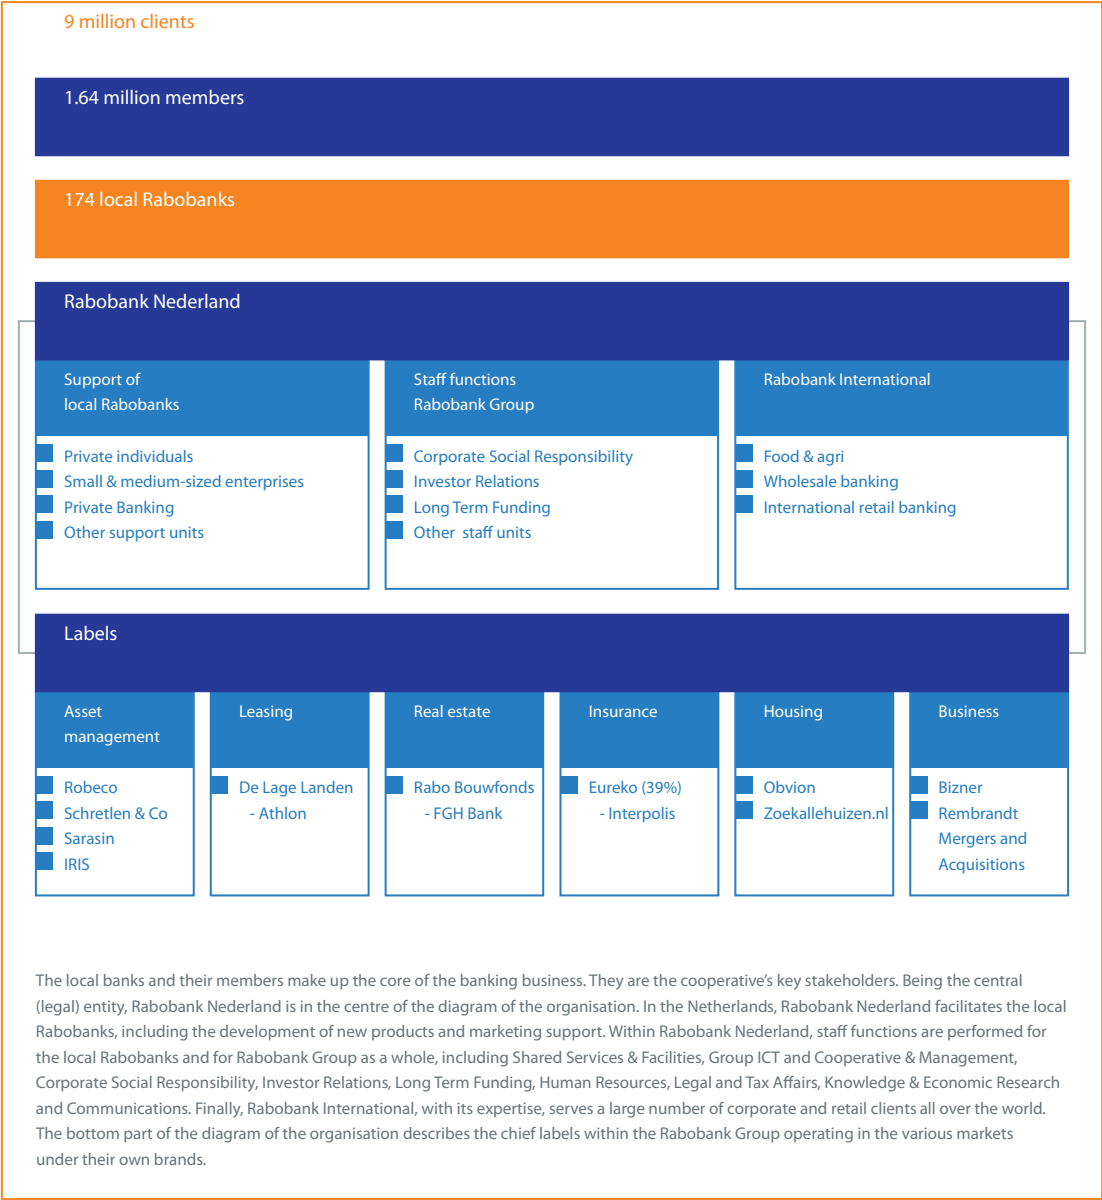 9 million clients
1.64 million members
174 local Rabobanks
Rabobank Nederland
Support of
local Rabobanks
Private individuals
Small & medium-sized enterprises
Private Banking
Other support units
Staff functions
Rabobank Group
Corporate Social Responsibility
Investor Relations
Long Term Funding
Other staff units
Rabobank International
Food & agri
Wholesale banking
International retail banking
Labels
Asset
management
Robeco
Schretlen & Co
Sarasin
IRIS
Leasing
De Lage Landen
- Athlon
Real estate
Rabo Bouwfonds
- FGH Bank
Insurance
Eureko (39%)
- Interpolis
Housing
Obvion
Zoekallehuizen.nl
Business
Bizner
Rembrandt
Mergers and
Acquisitions
The local banks and their members make up the core of the banking business. They are the cooperative's key stakeholders. Being the central
(legal) entity, Rabobank Nederland is in the centre of the diagram of the organisation. In the Netherlands, Rabobank Nederland facilitates the local
Rabobanks, including the development of new products and marketing support. Within Rabobank Nederland, staff functions are performed for
the local Rabobanks and for Rabobank Group as a whole, including Shared Services & Facilities, Group ICT and Cooperative & Management,
Corporate Social Responsibility, Investor Relations, Long Term Funding, Human Resources, Legal and Tax Affairs, Knowledge & Economic Research
and Communications. Finally, Rabobank International, with its expertise, serves a large number of corporate and retail clients all over the world.
The bottom part of the diagram of the organisation describes the chief labels within the Rabobank Group operating in the various markets
under their own brands.